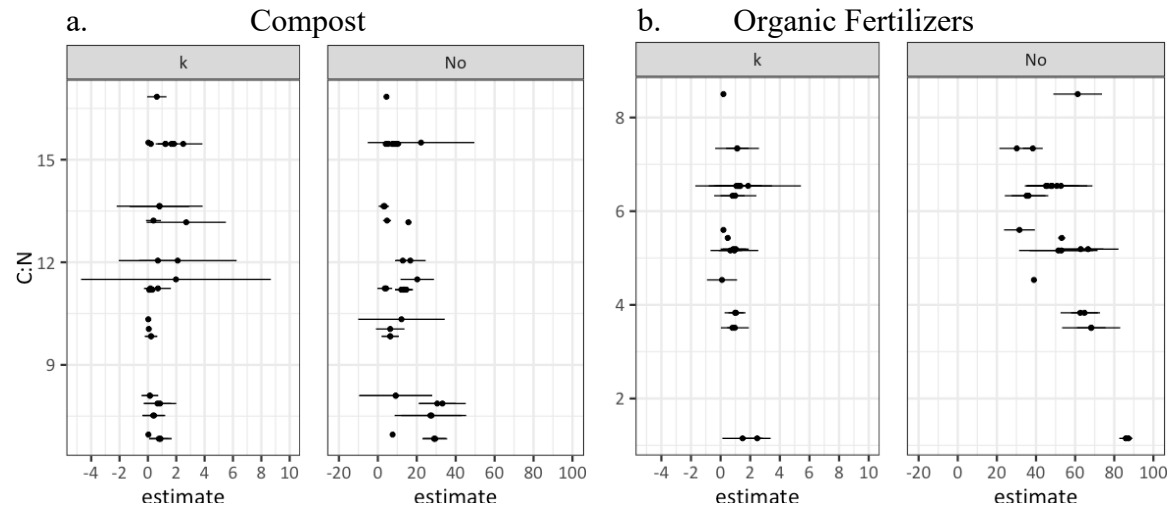 a. Compost
b. Organic Fertilizers
k
No
k
No
C:N
15
12
9
8
6
4
2
-4 -2 0 2 4 6 8 10
-20 0 20 40 60 80 100
-4 -2 0 2 4 6 8 10
-20 0 20 40 60 80 100
estimate
estimate
estimate
estimate